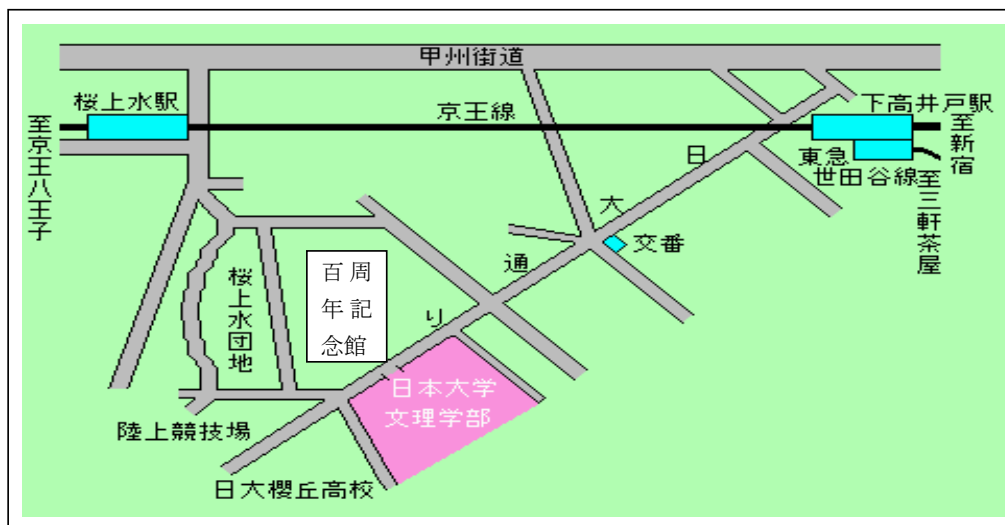 甲州街道
桜上水駅
京王線
下高井戸駅
至京王八王子
至新宿
東急
世田谷線
至三軒茶屋
日大通り
交番
百周
年記
念館
桜上水団地
日本大学
文理学部
陸上競技場
日大櫻丘高校